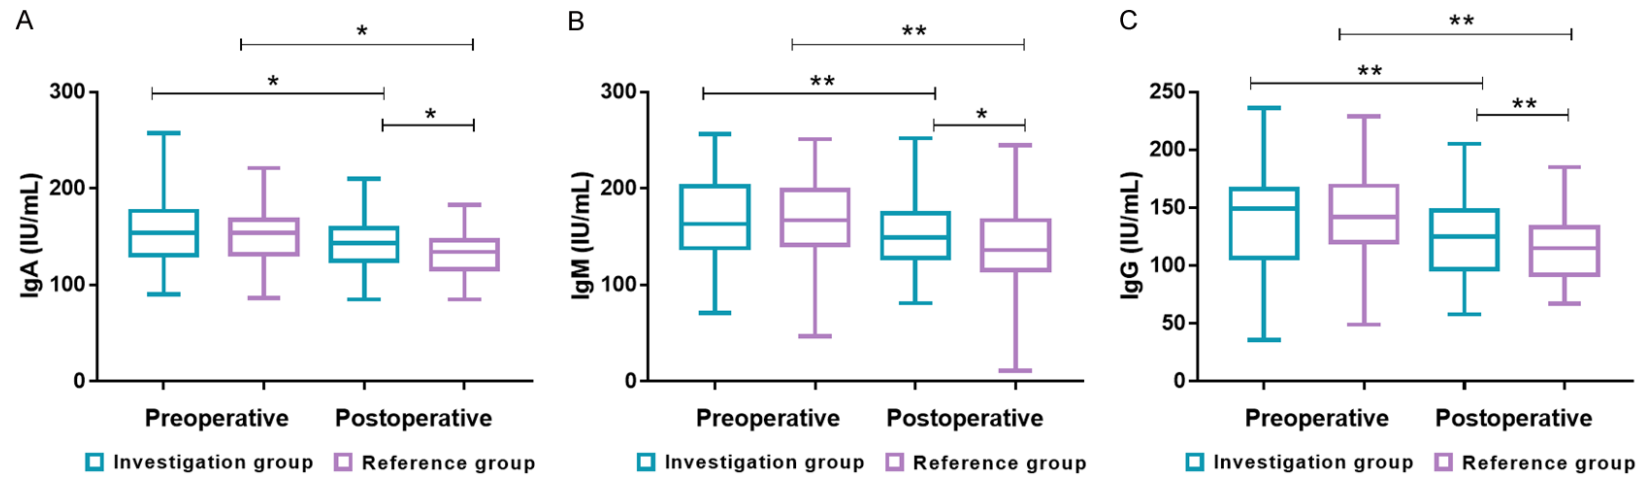 A
*
*
*
300
200
100
0
IgA (IU/mL)
Preoperative
Postoperative
Investigation group
Reference group
B
**
**
*
300
200
100
0
IgM (IU/mL)
Preoperative
Postoperative
Investigation group
Reference group
C
**
**
**
250
200
150
100
50
0
IgG (IU/mL)
Preoperative
Postoperative
Investigation group
Reference group